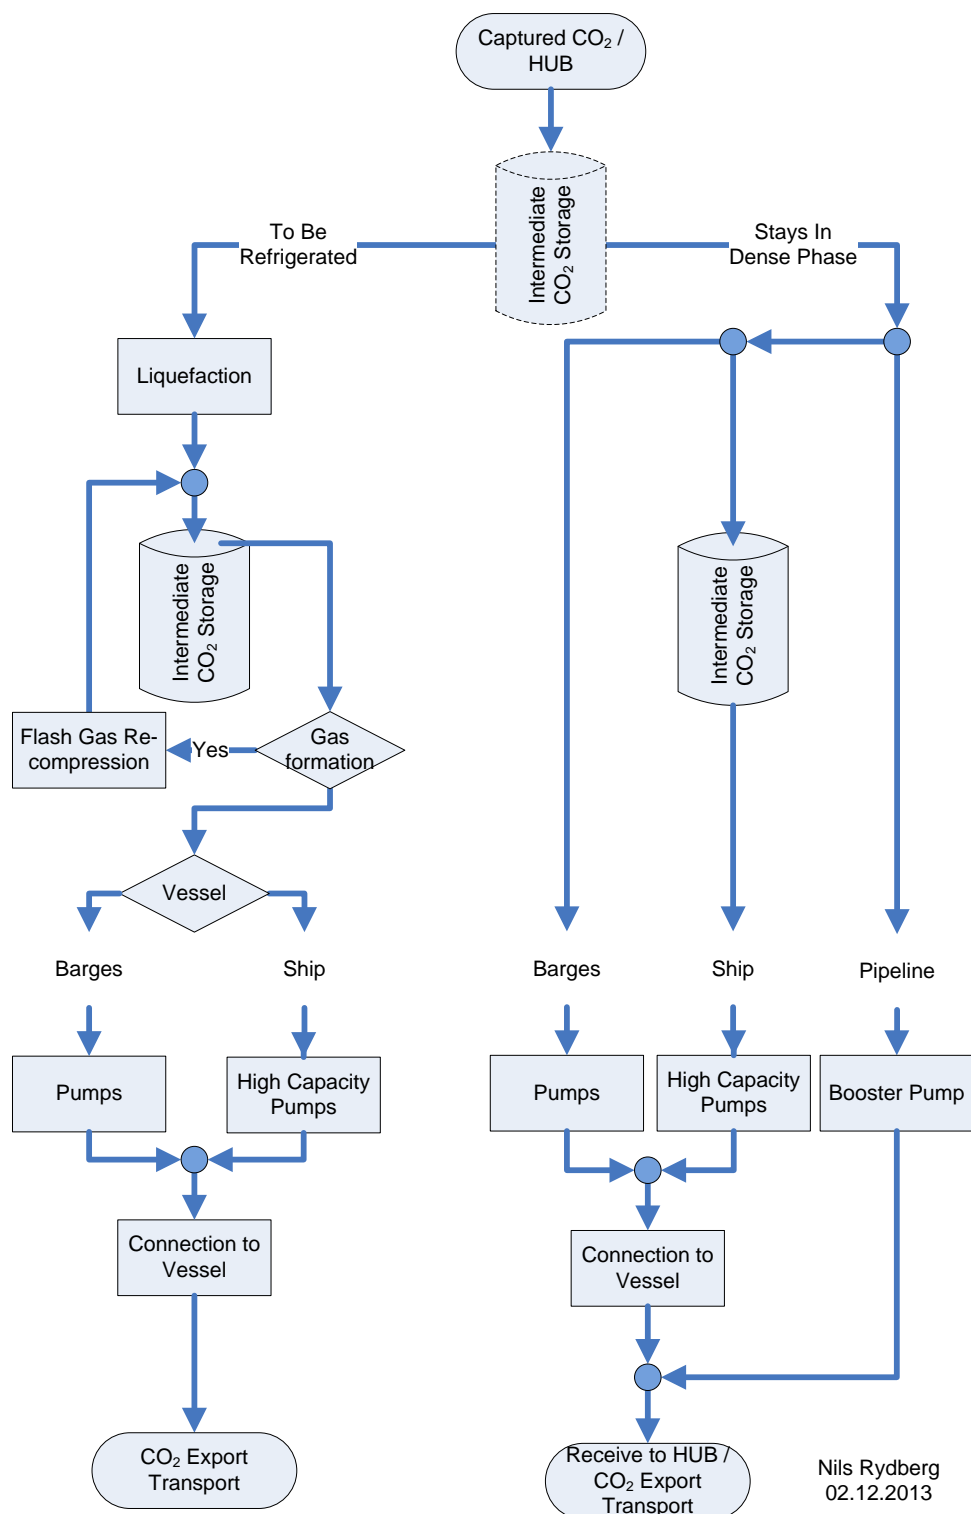 Captured CO₂ /
HUB
Intermediate
CO₂ Storage
To Be
Refrigerated
Stays In
Dense Phase
Liquefaction
Intermediate
CO₂ Storage
Intermediate
CO₂ Storage
Flash Gas Re-
compression
Yes
Gas
formation
Vessel
Barges
Ship
Barges
Ship
Pipeline
Pumps
High Capacity
Pumps
Pumps
High Capacity
Pumps
Booster Pump
Connection to
Vessel
Connection to
Vessel
CO₂ Export
Transport
Receive to HUB /
CO₂ Export
Transport
Nils Rydberg
02.12.2013